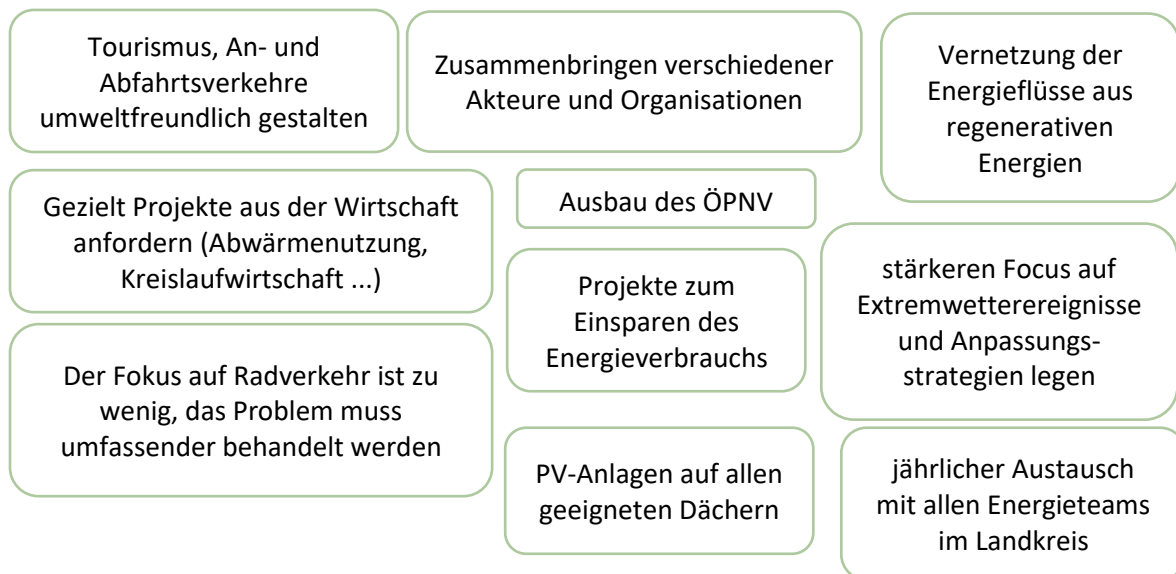 Tourismus, An- und
Abfahrtsverkehre
umweltfreundlich gestalten
Zusammenbringen verschiedener
Akteure und Organisationen
Vernetzung der
Energieflüsse aus
regenerativen
Energien
Gezielt Projekte aus der Wirtschaft
anfordern (Abwärmenutzung,
Kreislaufwirtschaft ...)
Ausbau des ÖPNV
Projekte zum
Einsparen des
Energieverbrauchs
stärkeren Focus auf
Extremwetterereignisse
und Anpassungs-
strategien legen
Der Fokus auf Radverkehr ist zu
wenig, das Problem muss
umfassender behandelt werden
PV-Anlagen auf allen
geeigneten Dächern
jährlicher Austausch
mit allen Energieteams
im Landkreis